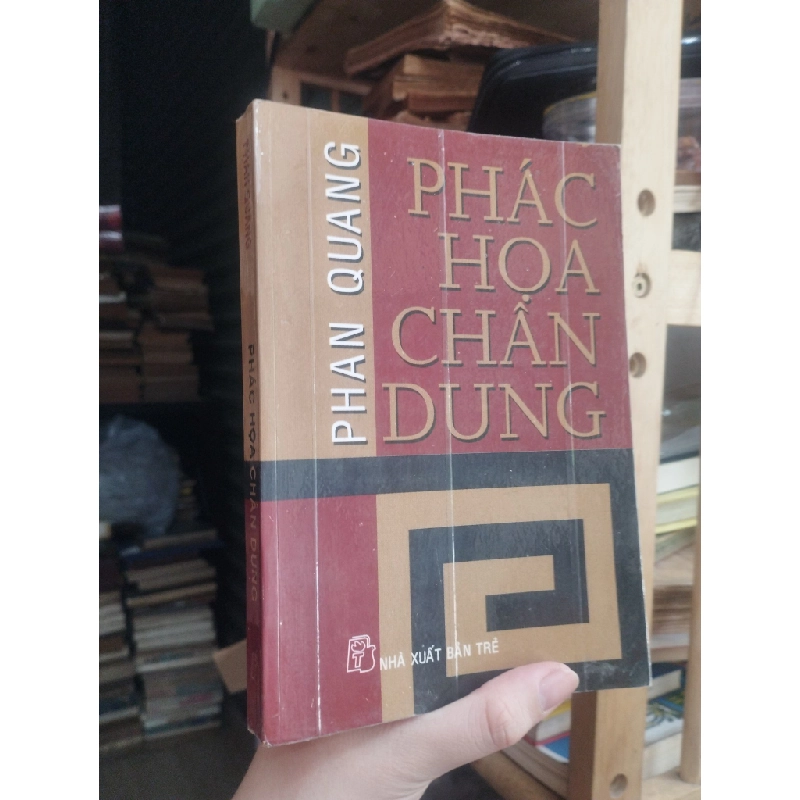 PHAN QUANG
PHÁC
HỌA
CHÂN
DUNG
NHÀ XUẤT BẢN TRẺ
PHAN QUANG
PHÁC HỌA CHÂN DUNG